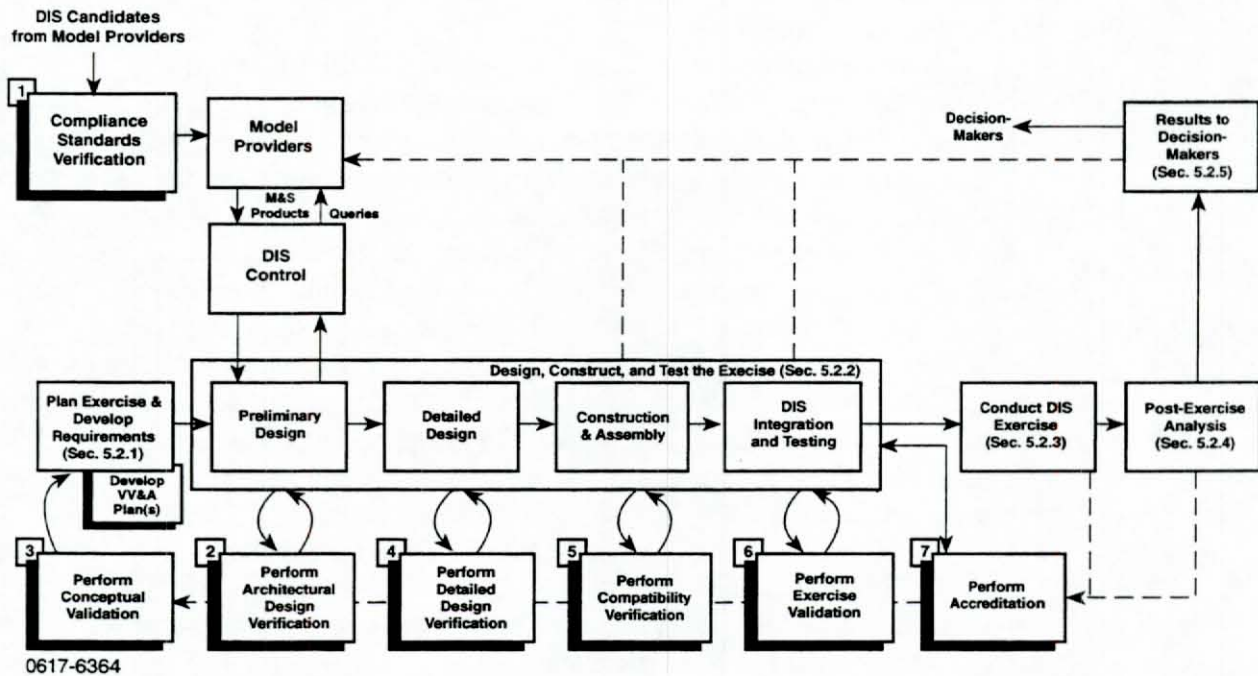 DIS Candidates
from Model Providers
1
Compliance
Standards
Verification
Model
Providers
M&S
Products
Queries
DIS
Control
Decision-
Makers
Results to
Decision-
Makers
(Sec. 5.2.5)
Design, Construct, and Test the Execise (Sec. 5.2.2)
Plan Exercise &
Develop
Requirements
(Sec. 5.2.1)
Develop
VV&A
Plan(s)
Preliminary
Design
Detailed
Design
Construction
& Assembly
DIS
Integration
and Testing
Conduct DIS
Exercise
(Sec. 5.2.3)
Post-Exercise
Analysis
(Sec. 5.2.4)
3
Perform
Conceptual
Validation
2
Perform
Architectural
Design
Verification
4
Perform
Detailed
Design
Verification
5
Perform
Compatibility
Verification
6
Perform
Exercise
Validation
7
Perform
Accreditation
0617-6364